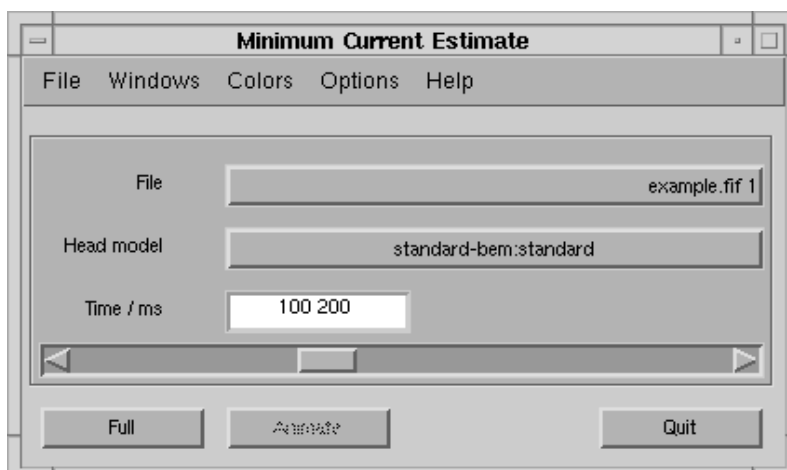 Minimum Current Estimate
File Windows Colors Options Help
File example.fif 1
Head model standard-bem:standard
Time / ms 100 200
Full Animate Quit